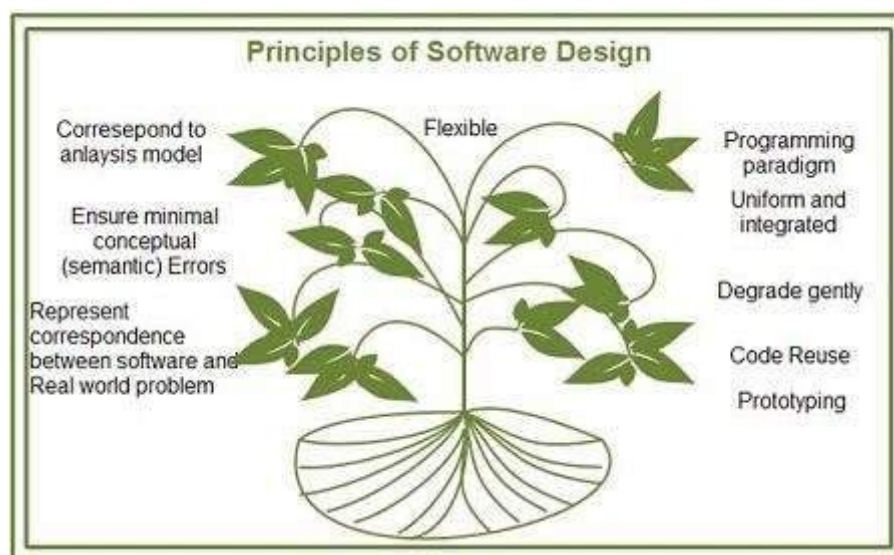 Principles of Software Design
Corresepond to
anlaysis model
Flexible
Programming
paradigm
Ensure minimal
conceptual
(semantic) Errors
Uniform and
integrated
Represent
correspondence
between software and
Real world problem
Degrade gently
Code Reuse
Prototyping